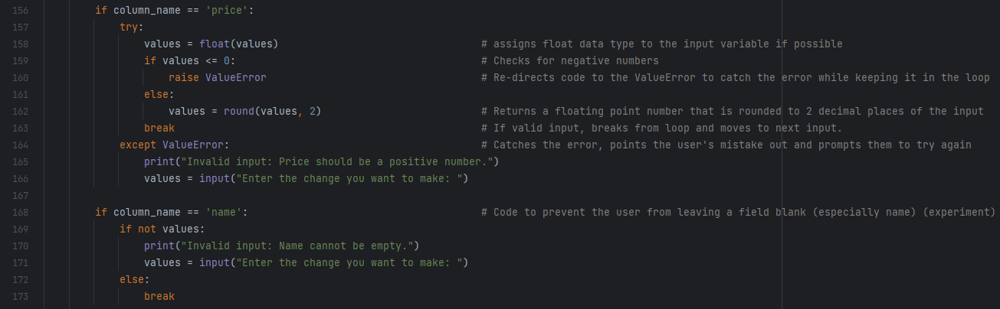 156 if column_name == 'price':
157 try:
158 values = float(values) # assigns float data type to the input variable if possible
159 if values <= 0: # Checks for negative numbers
160 raise ValueError # Re-directs code to the ValueError to catch the error while keeping it in the loop
161 else:
162 values = round(values, 2) # Returns a floating point number that is rounded to 2 decimal places of the input
163 break # If valid input, breaks from loop and moves to next input.
164 except ValueError: # Catches the error, points the user's mistake out and prompts them to try again
165 print("Invalid input: Price should be a positive number.")
166 values = input("Enter the change you want to make: ")
167
168 if column_name == 'name': # Code to prevent the user from leaving a field blank (especially name) (experiment)
169 if not values:
170 print("Invalid input: Name cannot be empty.")
171 values = input("Enter the change you want to make: ")
172 else:
173 break